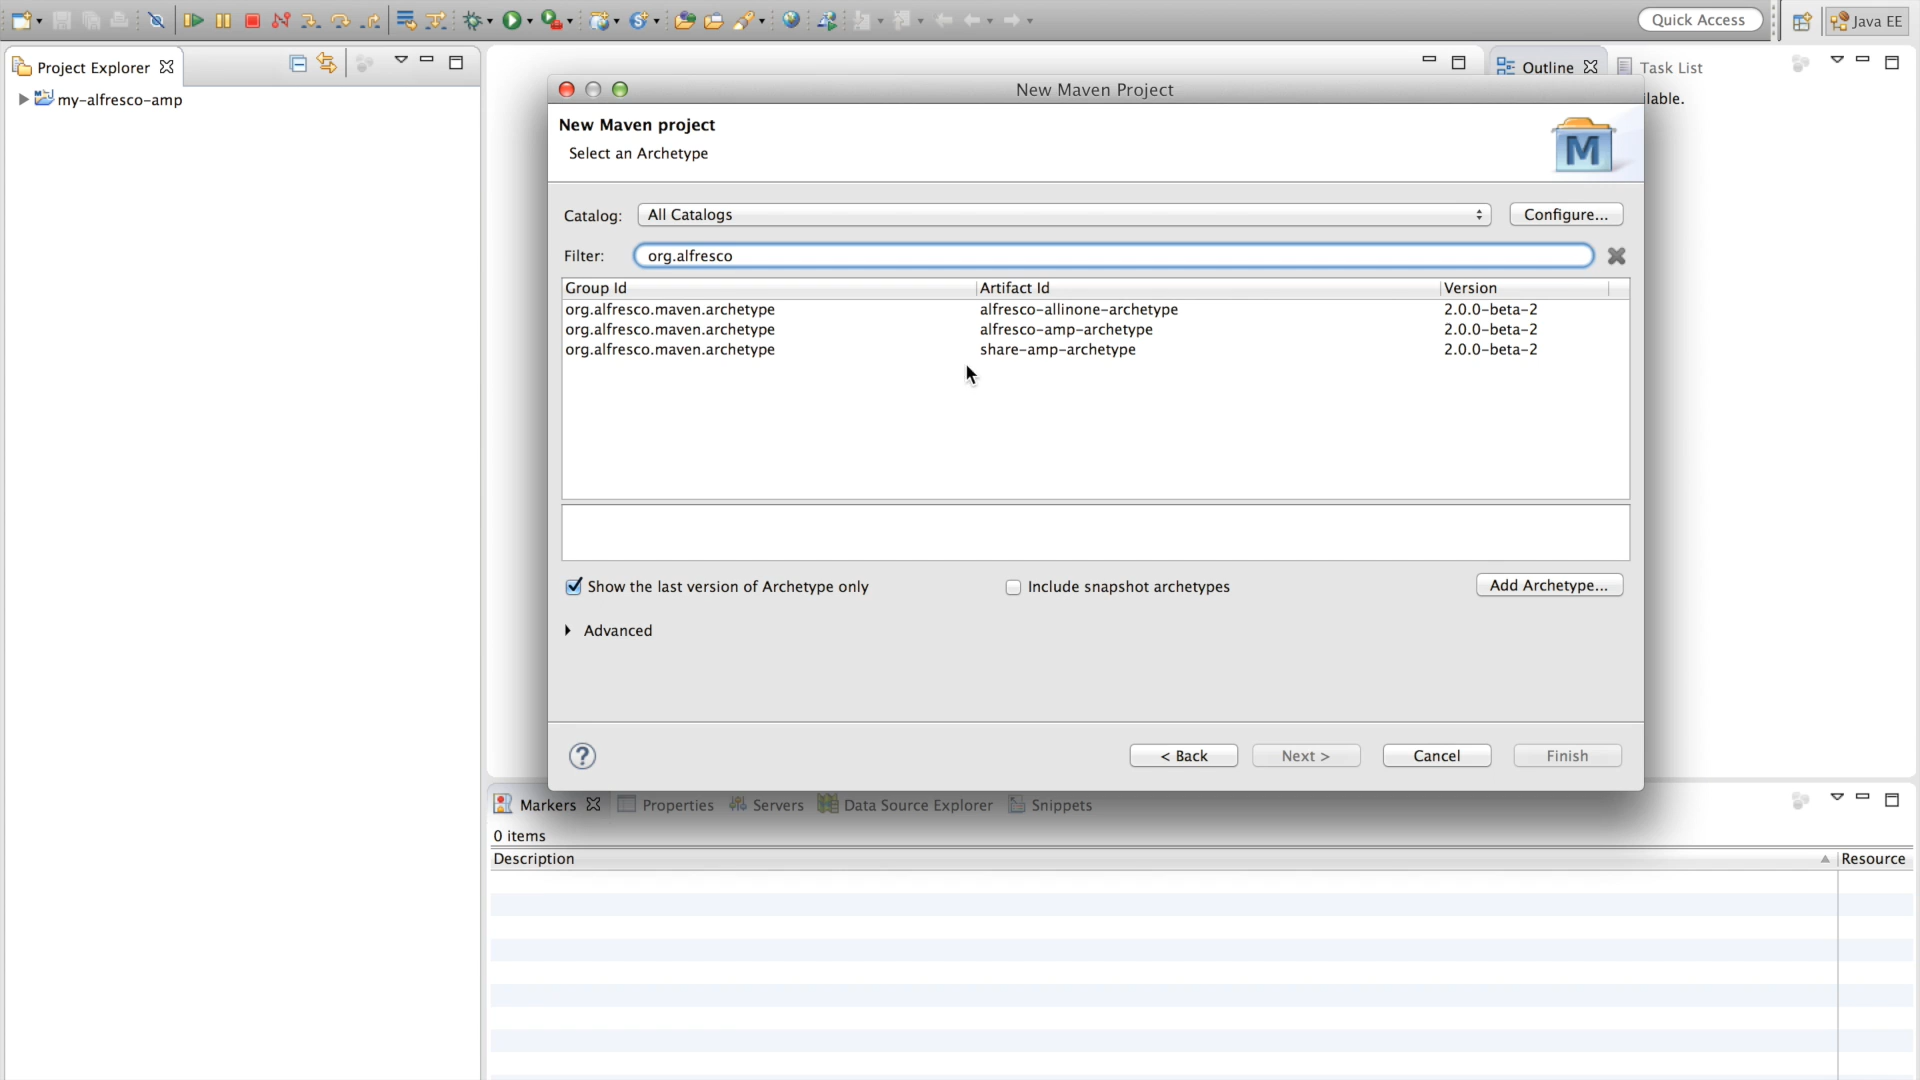 Quick Access
Java EE
Project Explorer
my-alfresco-amp
Outline
Task List
ilable.
New Maven Project
New Maven project
Select an Archetype
M
Catalog:
All Catalogs
Configure...
Filter:
org.alfresco
Group Id
Artifact Id
Version
org.alfresco.maven.archetype
alfresco-allinone-archetype
2.0.0-beta-2
org.alfresco.maven.archetype
alfresco-amp-archetype
2.0.0-beta-2
org.alfresco.maven.archetype
share-amp-archetype
2.0.0-beta-2
Show the last version of Archetype only
Include snapshot archetypes
Add Archetype...
Advanced
?
< Back
Next >
Cancel
Finish
Markers
Properties
Servers
Data Source Explorer
Snippets
0 items
Description
Resource